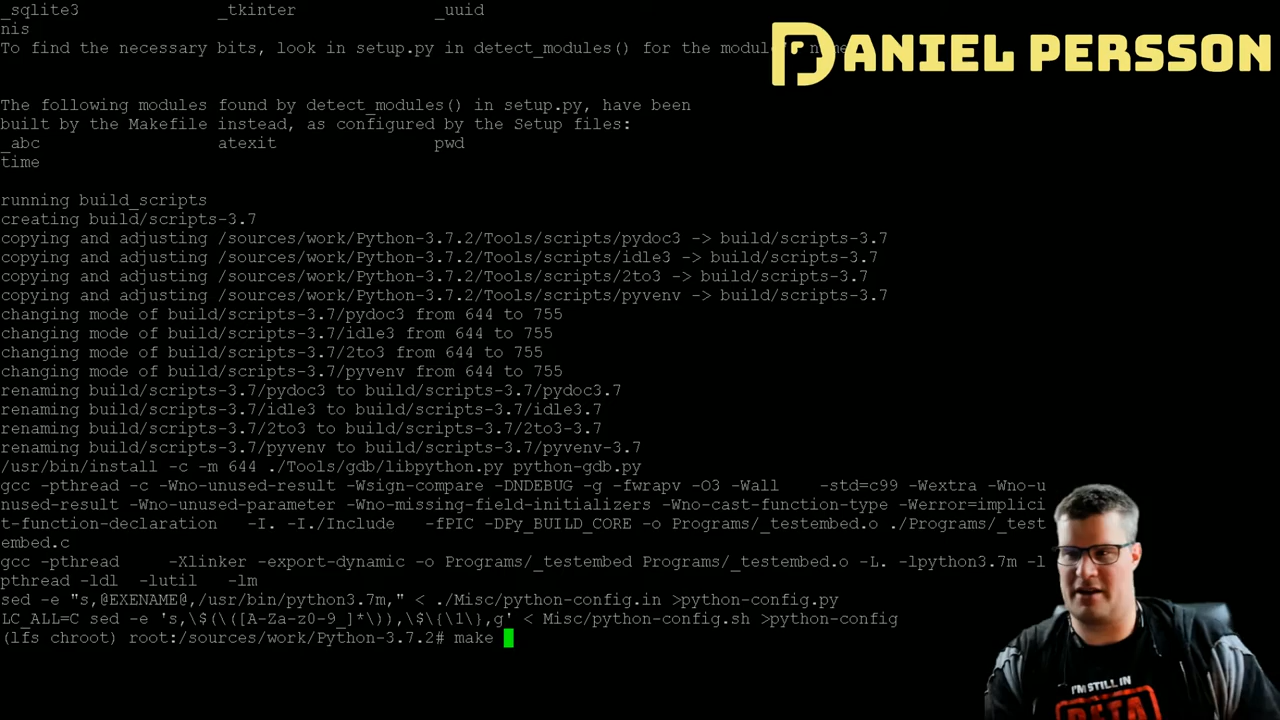 _sqlite3 _tkinter _uuid
nis
To find the necessary bits, look in setup.py in detect_modules() for the module's name.
DANIEL PERSSON
The following modules found by detect_modules() in setup.py, have been
built by the Makefile instead, as configured by the Setup files:
_abc atexit pwd
time
running build_scripts
creating build/scripts-3.7
copying and adjusting /sources/work/Python-3.7.2/Tools/scripts/pydoc3 -> build/scripts-3.7
copying and adjusting /sources/work/Python-3.7.2/Tools/scripts/idle3 -> build/scripts-3.7
copying and adjusting /sources/work/Python-3.7.2/Tools/scripts/2to3 -> build/scripts-3.7
copying and adjusting /sources/work/Python-3.7.2/Tools/scripts/pyvenv -> build/scripts-3.7
changing mode of build/scripts-3.7/pydoc3 from 644 to 755
changing mode of build/scripts-3.7/idle3 from 644 to 755
changing mode of build/scripts-3.7/2to3 from 644 to 755
changing mode of build/scripts-3.7/pyvenv from 644 to 755
renaming build/scripts-3.7/pydoc3 to build/scripts-3.7/pydoc3.7
renaming build/scripts-3.7/idle3 to build/scripts-3.7/idle3.7
renaming build/scripts-3.7/2to3 to build/scripts-3.7/2to3-3.7
renaming build/scripts-3.7/pyvenv to build/scripts-3.7/pyvenv-3.7
/usr/bin/install -c -m 644 ./Tools/gdb/libpython.py python-gdb.py
gcc -pthread -c -Wno-unused-result -Wsign-compare -DNDEBUG -g -fwrapv -O3 -Wall -std=c99 -Wextra -Wno-u
nused-result -Wno-unused-parameter -Wno-missing-field-initializers -Wno-cast-function-type -Werror=implici
t-function-declaration -I. -I./Include -fPIC -DPy_BUILD_CORE -o Programs/_testembed.o ./Programs/_test
embed.c
gcc -pthread -Xlinker -export-dynamic -o Programs/_testembed Programs/_testembed.o -L. -lpython3.7m -l
pthread -ldl -lutil -lm
sed -e "s,@EXENAME@,/usr/bin/python3.7m," < ./Misc/python-config.in >python-config.py
LC_ALL=C sed -e 's,\$(\([A-Za-z0-9_]*\)),\$\{\1\},g' < Misc/python-config.sh >python-config
(lfs chroot) root:/sources/work/Python-3.7.2# make
I'M STILL IN